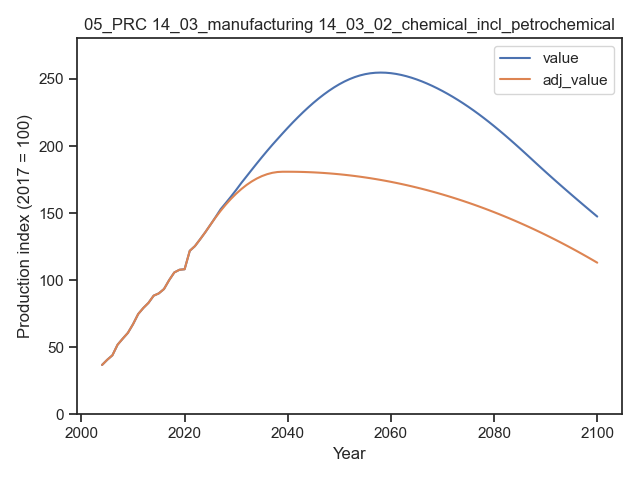 05_PRC 14_03_manufacturing 14_03_02_chemical_incl_petrochemical
value
adj_value
Production index (2017 = 100)
250
200
150
100
50
0
2000 2020 2040 2060 2080 2100
Year